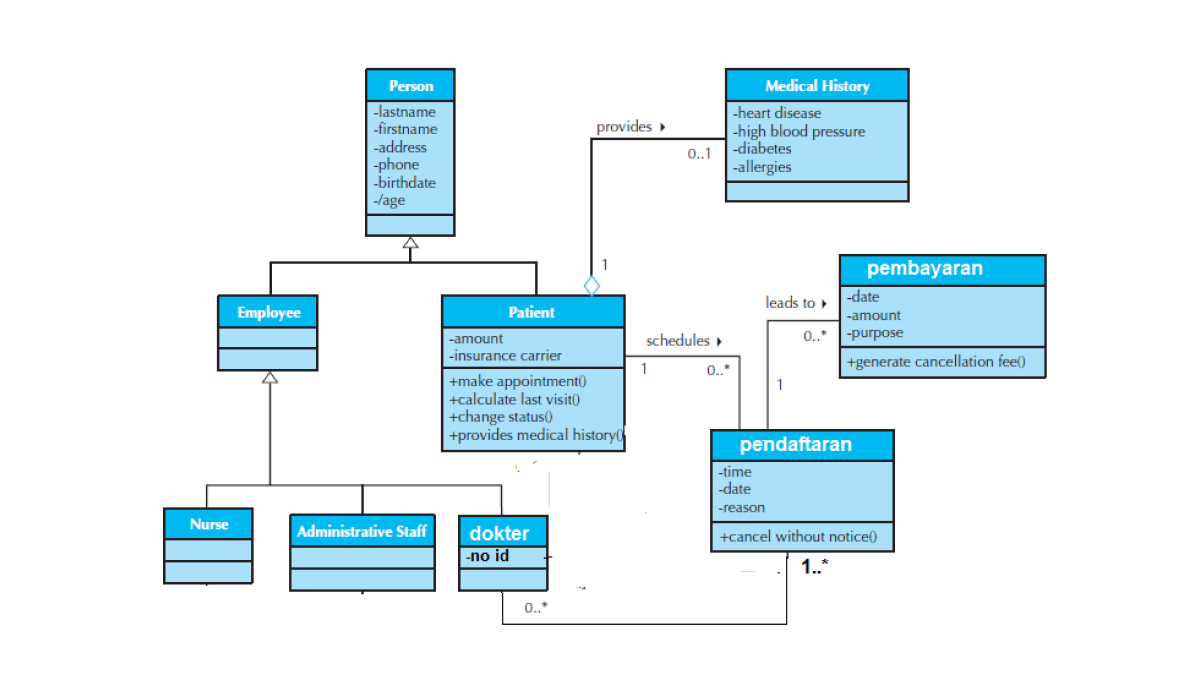 Person
-lastname
-firstname
-address
-phone
-birthdate
-/age
Medical History
-heart disease
-high blood pressure
-diabetes
-allergies
provides
0..1
1
Employee
Patient
-amount
-insurance carrier
+make appointment()
+calculate last visit()
+change status()
+provides medical history()
schedules
1
0..*
pembayaran
-date
-amount
-purpose
+generate cancellation fee()
leads to
0..*
1
pendaftaran
-time
-date
-reason
+cancel without notice()
1..*
Nurse
Administrative Staff
dokter
-no id
0..*